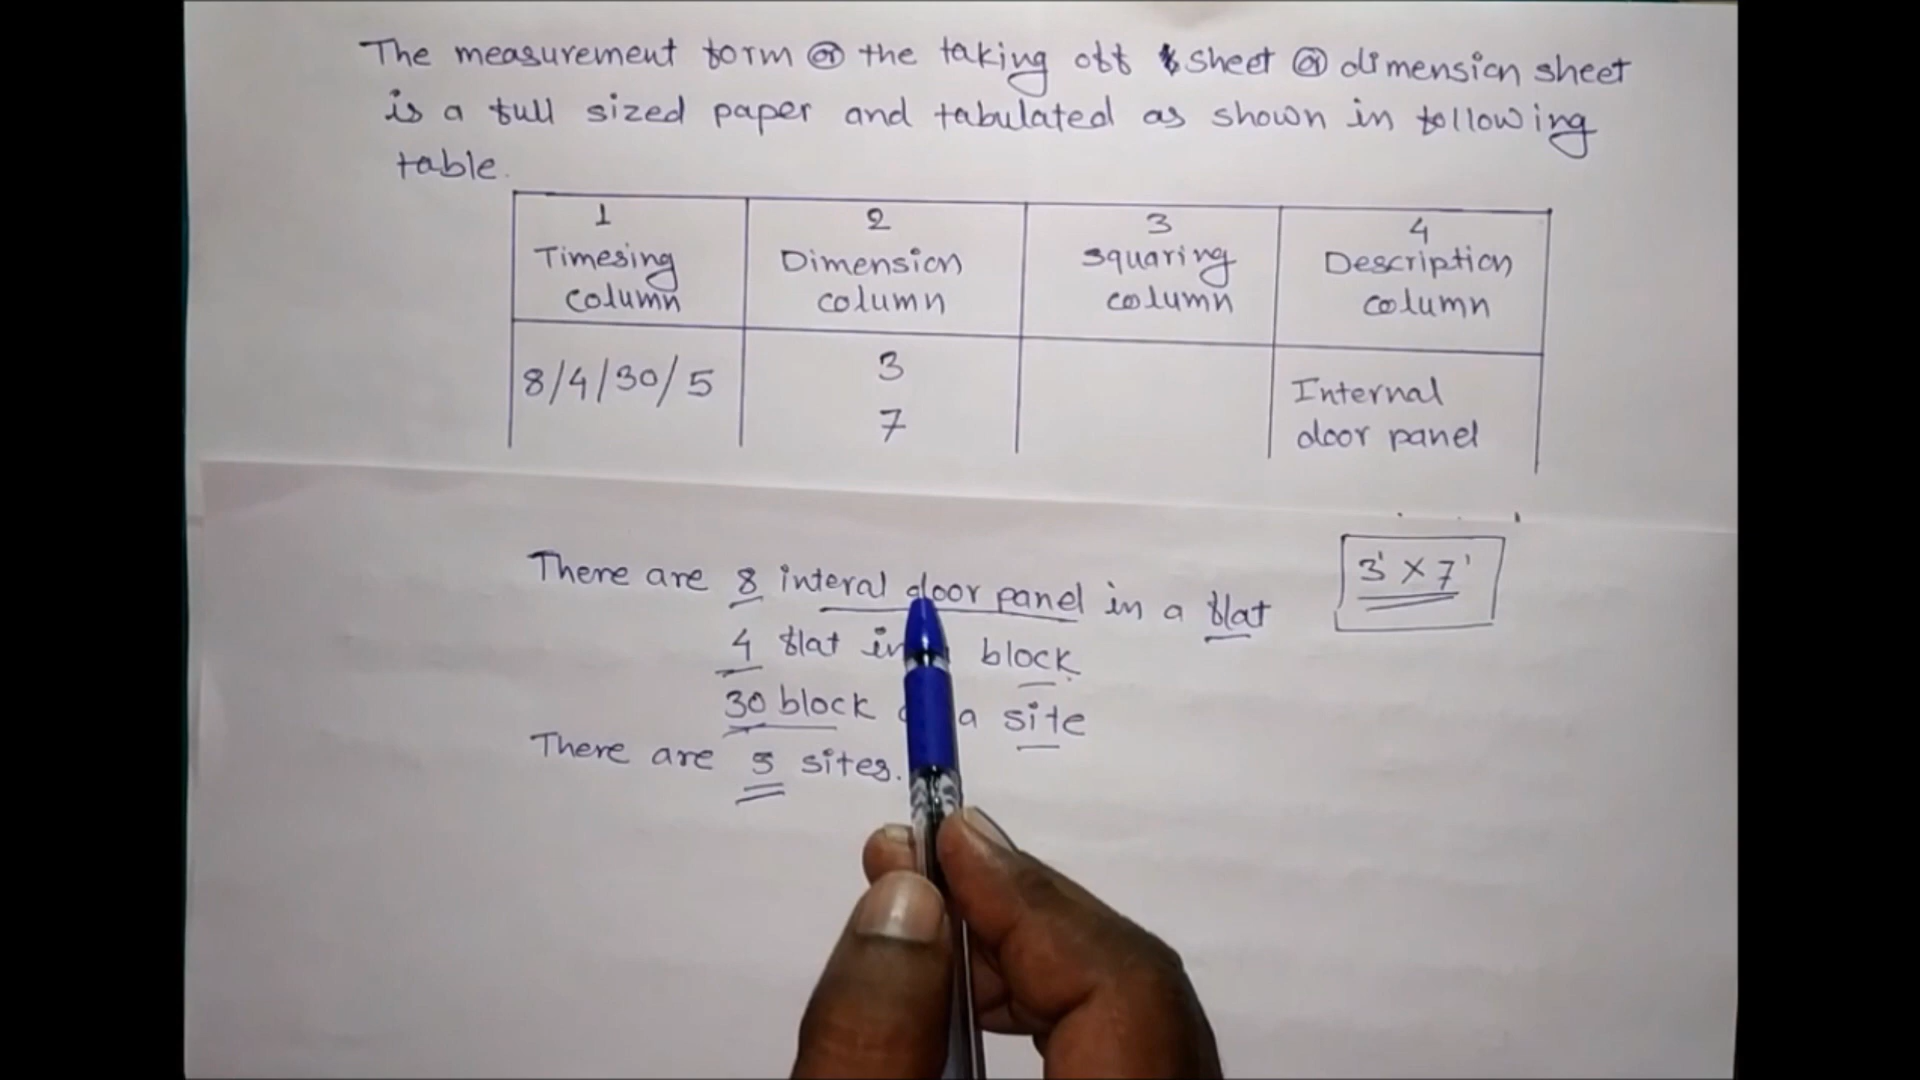 The measurement form or the taking off sheet or dimension sheet
is a full sized paper and tabulated as shown in following
table.
1 2 3 4
Timesing Dimension squaring Description
column column column column
8/4/30/5 3 Internal
7 door panel
There are 8 interal door panel in a flat 3' x 7'
4 flat in block
30 block a site
There are 5 sites.